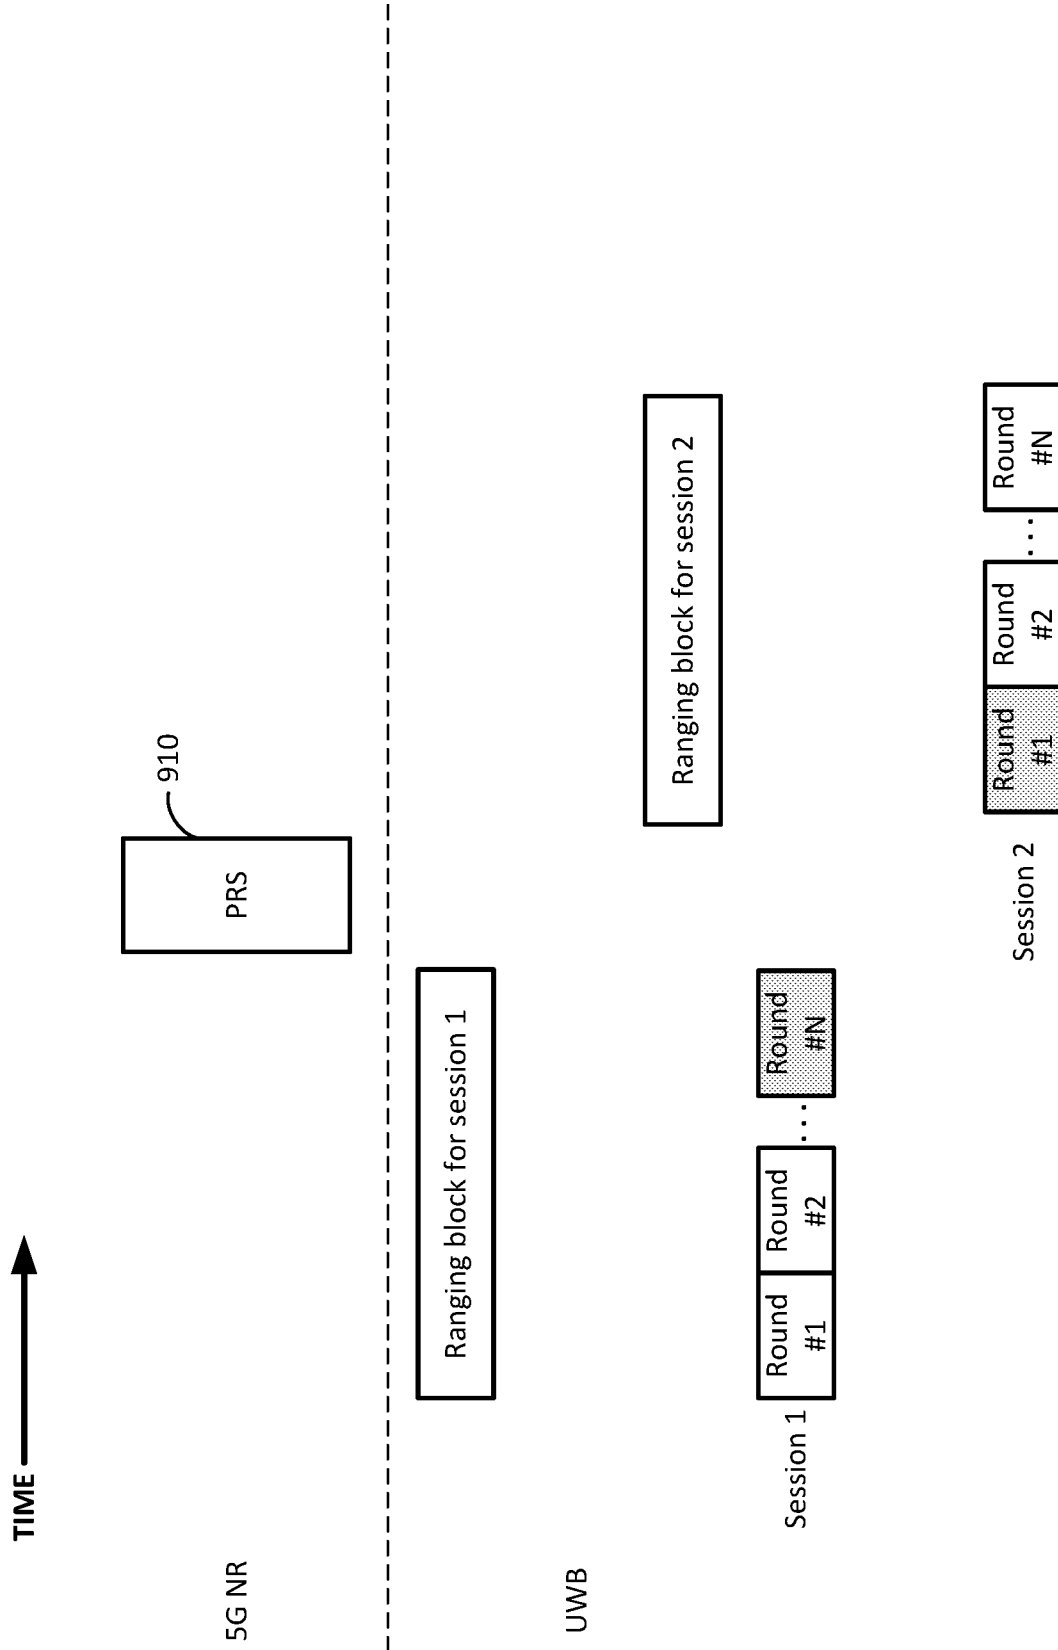 TIME
5G NR
PRS
910
UWB
Ranging block for session 1
Ranging block for session 2
Session 1
Round
#1
Round
#2
...
Round
#N
Session 2
Round
#1
Round
#2
...
Round
#N